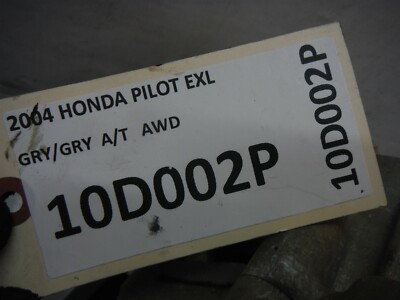 2004 HONDA PILOT EXL
GRY/GRY A/T AWD
10D002P
10D002P